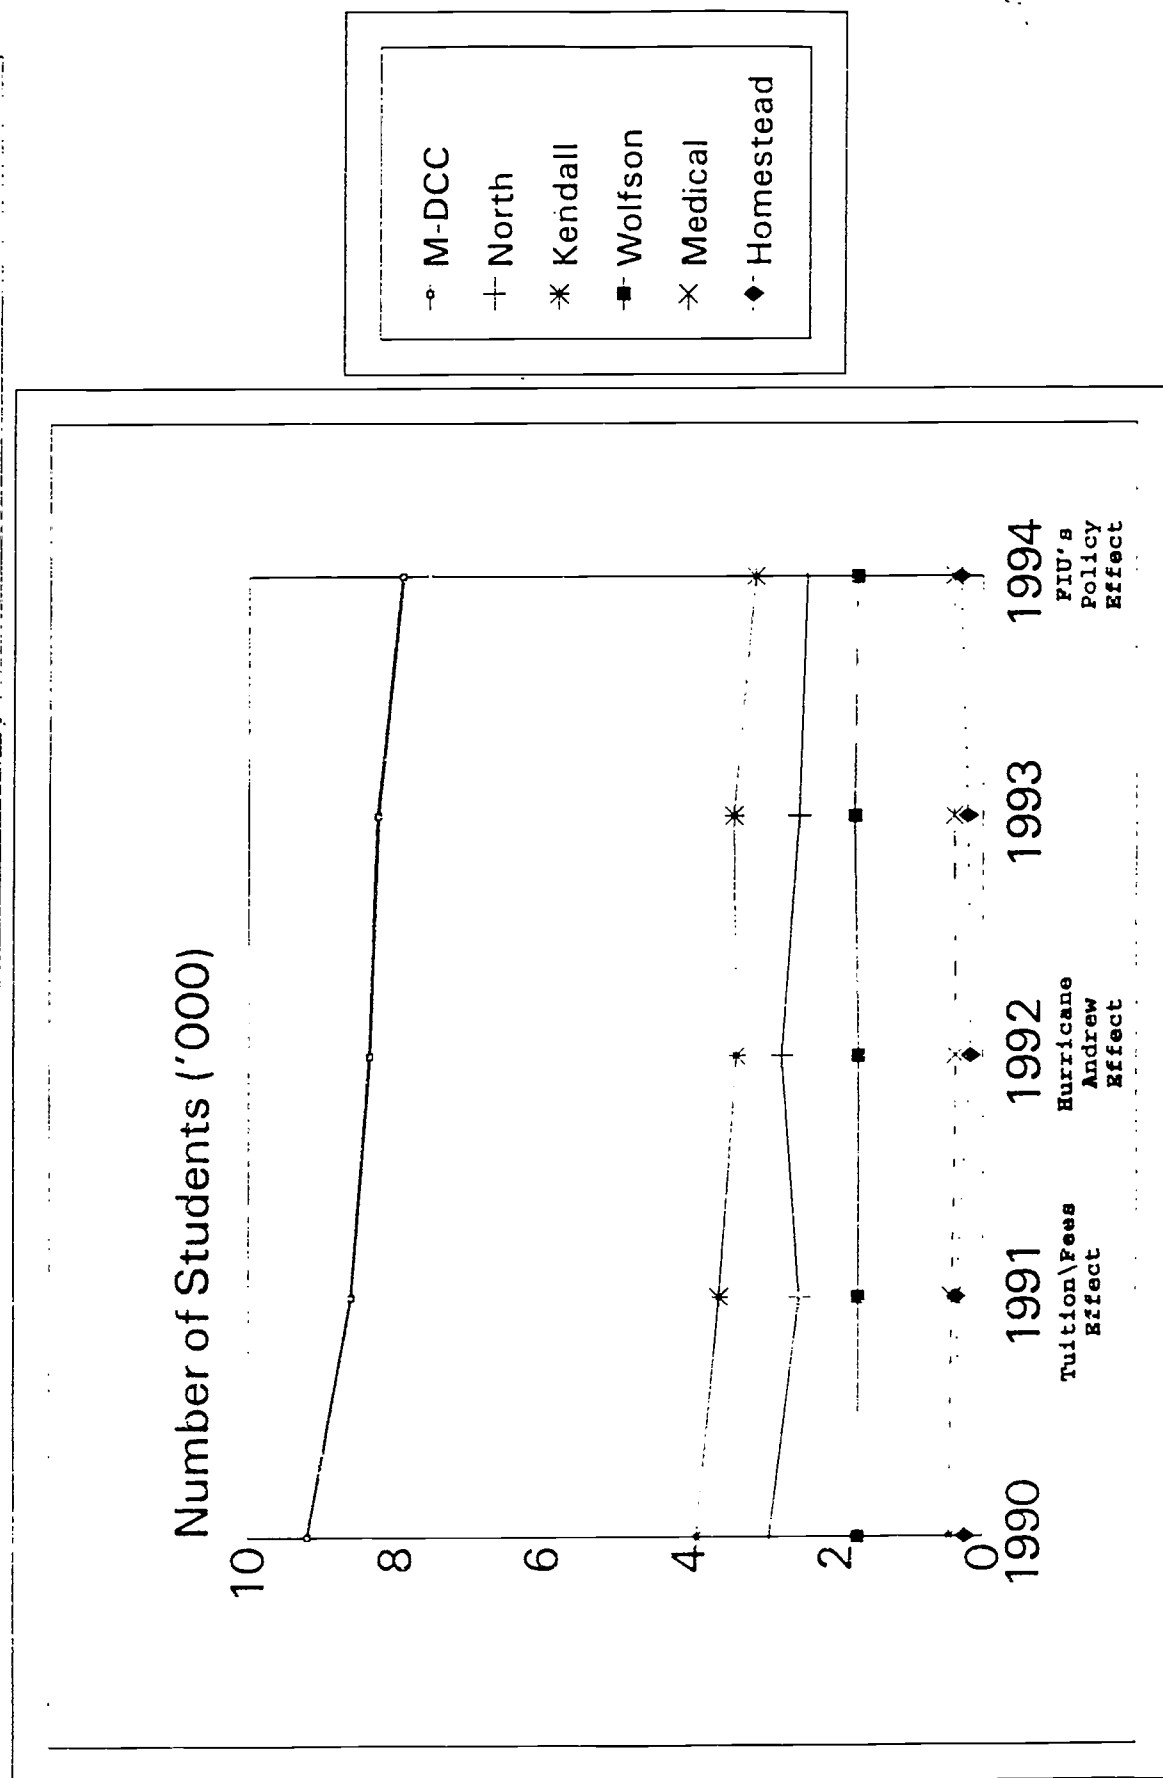 Number of Students ('000)
10
8
6
4
2
0
1990
1991
1992
1993
1994
Tuition\Fees
Effect
Hurricane
Andrew
Effect
FIU's
Policy
Effect
M-DCC
North
Kendall
Wolfson
Medical
Homestead